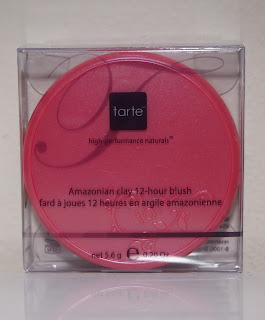 tarte™
high-performance naturals™
Amazonian clay 12-hour blush
fard à joues 12 heures en argile amazonienne
net 5.6 g e 0.20 Oz